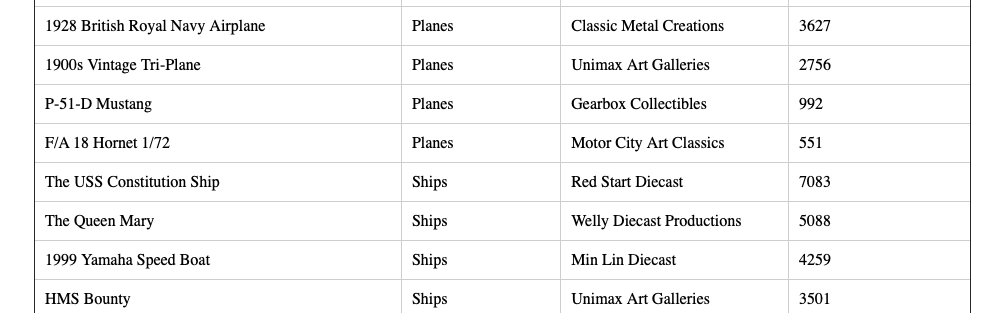 1928 British Royal Navy Airplane Planes Classic Metal Creations 3627
1900s Vintage Tri-Plane Planes Unimax Art Galleries 2756
P-51-D Mustang Planes Gearbox Collectibles 992
F/A 18 Hornet 1/72 Planes Motor City Art Classics 551
The USS Constitution Ship Ships Red Start Diecast 7083
The Queen Mary Ships Welly Diecast Productions 5088
1999 Yamaha Speed Boat Ships Min Lin Diecast 4259
HMS Bounty Ships Unimax Art Galleries 3501